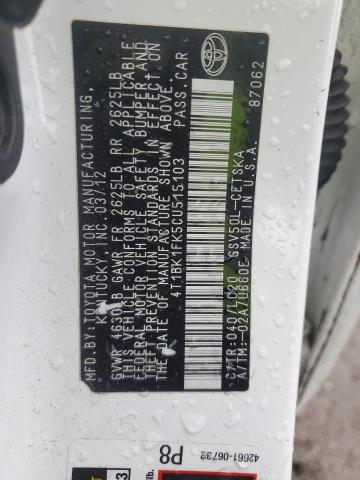 MFD. BY: TOYOTA MOTOR MANUFACTURING,
KENTUCKY, INC. 03/12
GVWR 4630LB GAWR FR 2625LB RR 2625LB
THIS VEHICLE CONFORMS TO ALL APPLICABLE
FEDERAL MOTOR VEHICLE SAFETY, BUMPER AND
THEFT PREVENTION STANDARDS IN EFFECT ON
THE DATE OF MANUFACTURE SHOWN ABOVE.
4T1BK1FK5CU515103 PASS.CAR
C/TR: 040/LC20 GSV50L-CETSKA
A/TM: -02A/U660E MADE IN U.S.A. 87062
42661-06732
P8